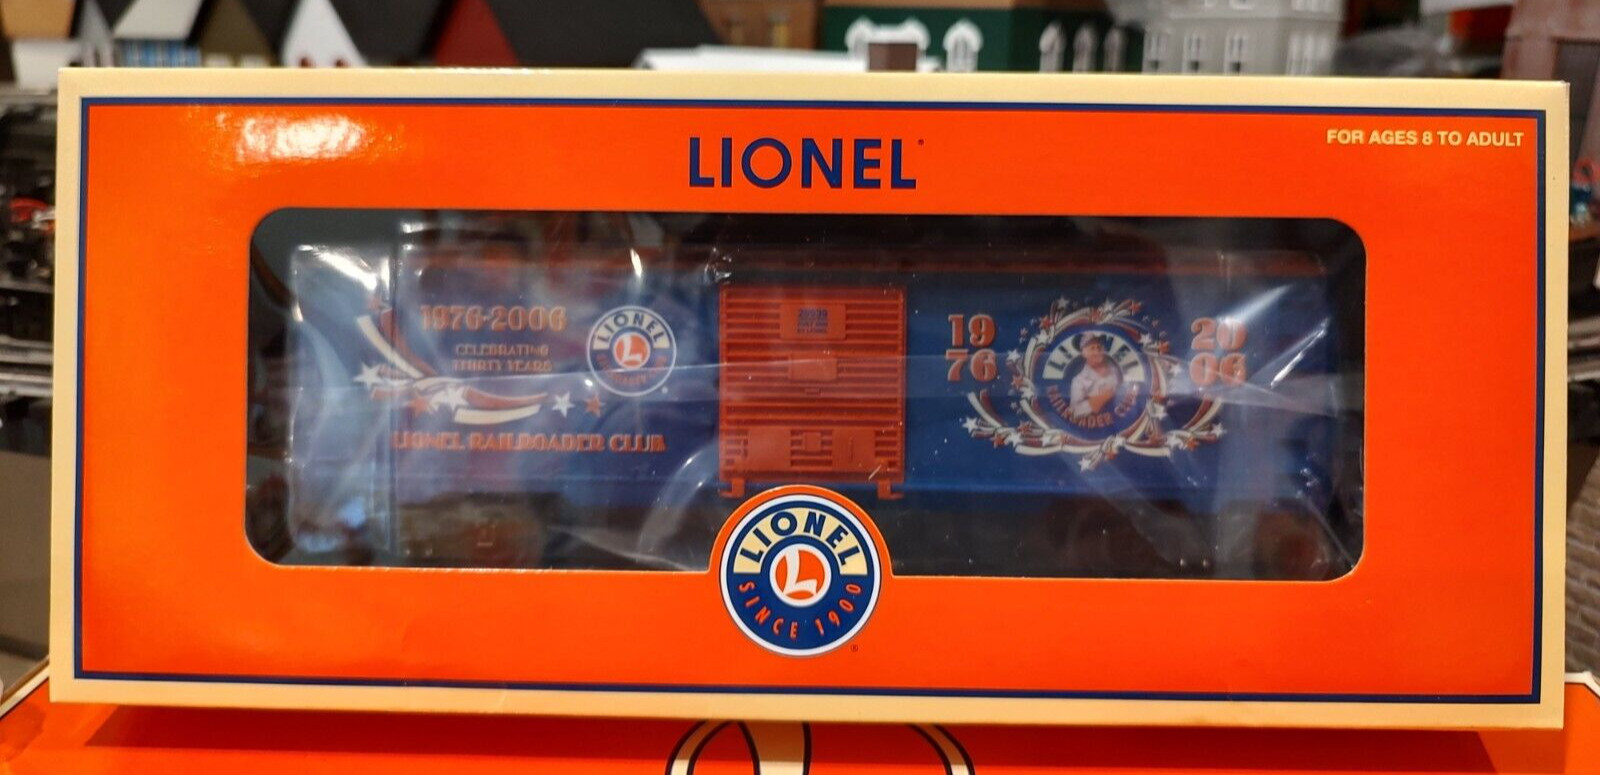 LIONEL
FOR AGES 8 TO ADULT
1976-2006
CELEBRATING
THIRTY YEARS
LIONEL
L
LIONEL RAILROADER CLUB
19
76
LIONEL
RAILROADER CLUB
20
06
LIONEL
L
SINCE 1900